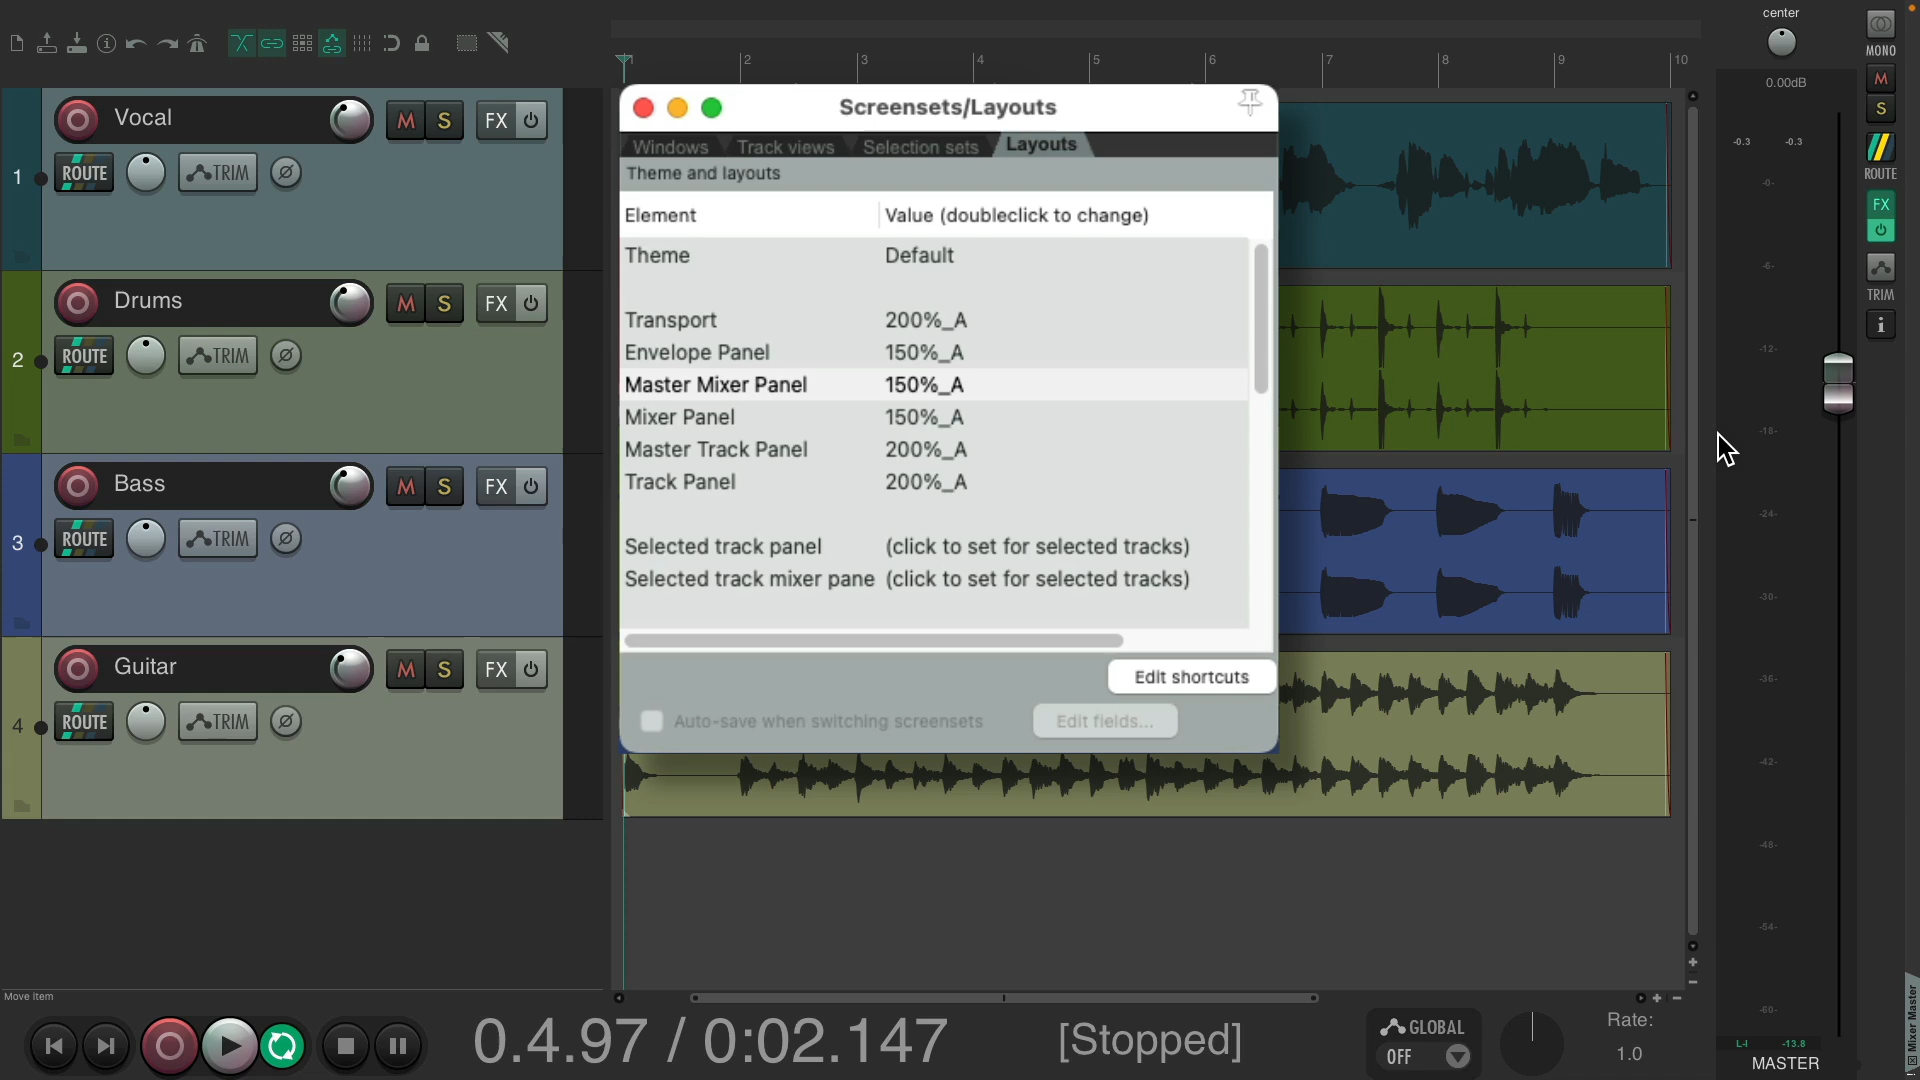 center
MONO
0.00dB
M
S
-0.3 -0.3
ROUTE
FX
TRIM
i
-0-
-6-
-12-
-18-
-24-
-30-
-36-
-42-
-48-
-54-
-60-
L-I -13.8
MASTER
Mixer Master
1 2 3 4 5 6 7 8 9 10
1
Vocal
M S FX
ROUTE TRIM
2
Drums
M S FX
ROUTE TRIM
3
Bass
M S FX
ROUTE TRIM
4
Guitar
M S FX
ROUTE TRIM
Screensets/Layouts
Windows Track views Selection sets Layouts
Theme and layouts
Element Value (doubleclick to change)
Theme Default
Transport 200%_A
Envelope Panel 150%_A
Master Mixer Panel 150%_A
Mixer Panel 150%_A
Master Track Panel 200%_A
Track Panel 200%_A
Selected track panel (click to set for selected tracks)
Selected track mixer pane (click to set for selected tracks)
Edit shortcuts
Auto-save when switching screensets Edit fields...
Move Item
0.4.97 / 0:02.147
[Stopped]
GLOBAL
OFF
Rate:
1.0